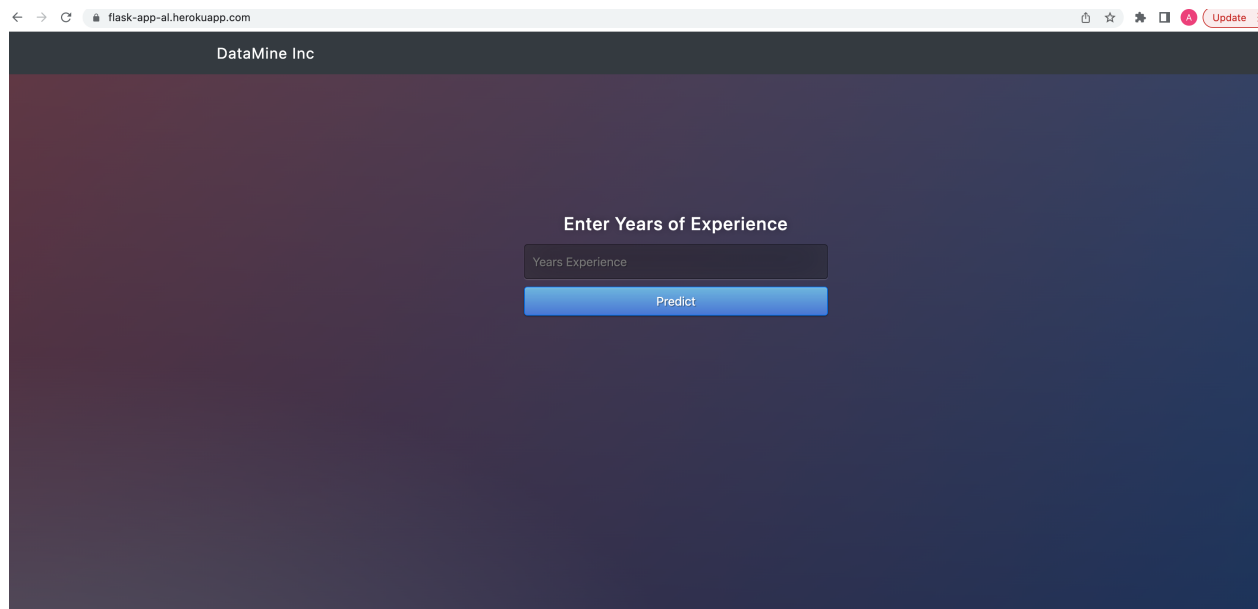 flask-app-al.herokuapp.com
A
Update
DataMine Inc
Enter Years of Experience
Years Experience
Predict